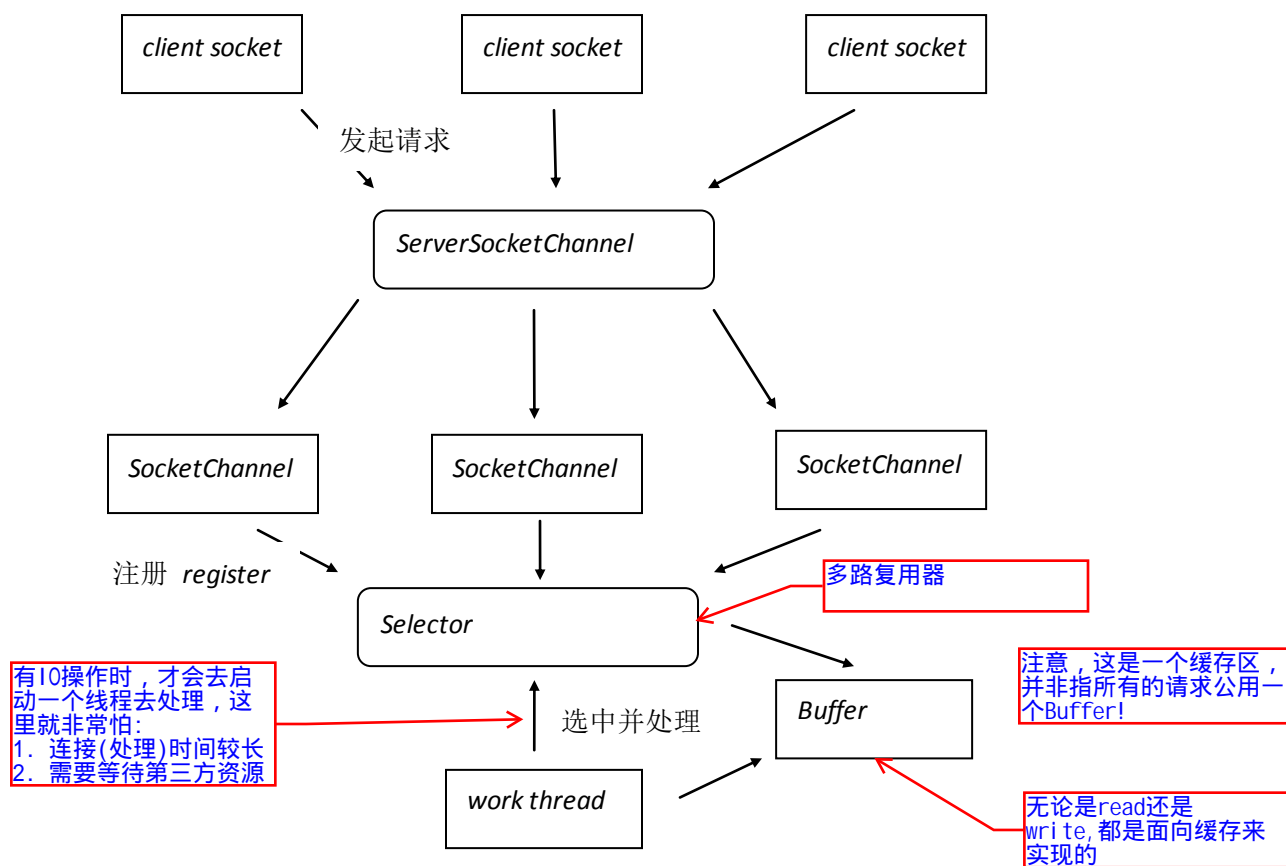 client socket
client socket
client socket
发起请求
ServerSocketChannel
SocketChannel
SocketChannel
SocketChannel
注册 register
多路复用器
Selector
有IO操作时，才会去启
动一个线程去处理，这
里就非常怕：
1. 连接(处理)时间较长
2. 需要等待第三方资源
选中并处理
Buffer
注意，这是一个缓存区，
并非指所有的请求公用一
个Buffer!
work thread
无论是read还是
write,都是面向缓存来
实现的